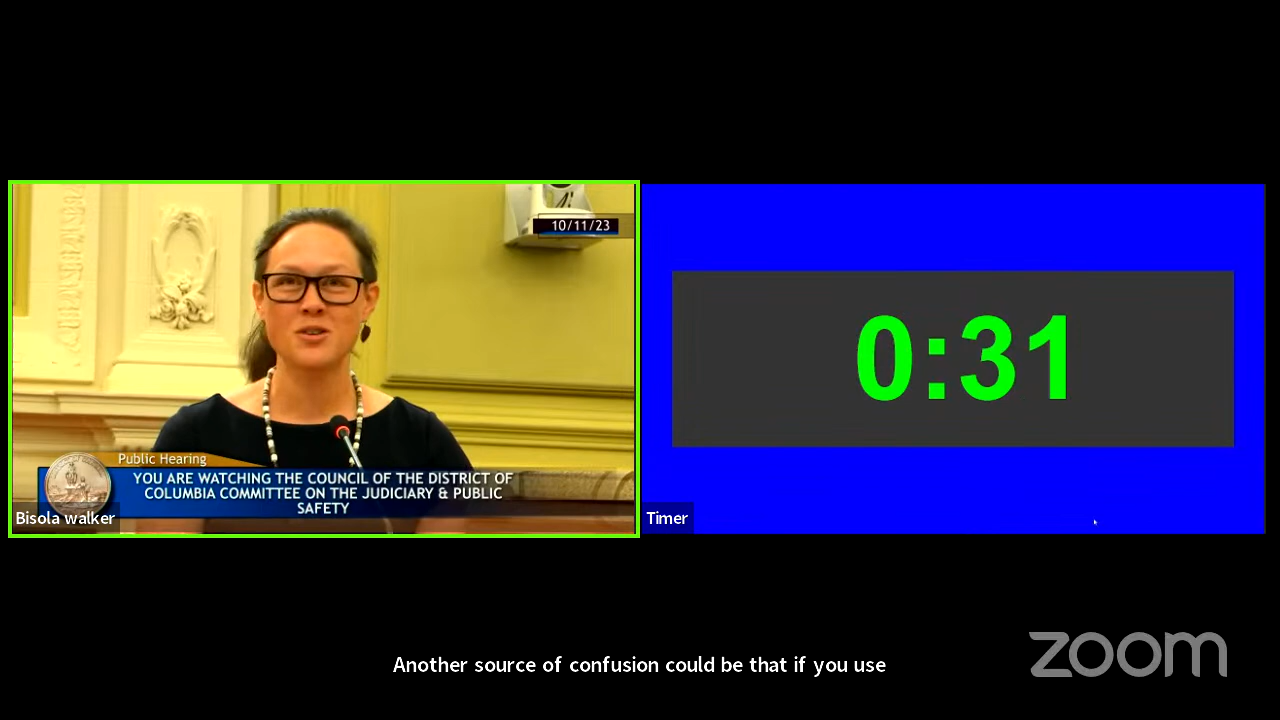 10/11/23
Public Hearing
YOU ARE WATCHING THE COUNCIL OF THE DISTRICT OF
COLUMBIA COMMITTEE ON THE JUDICIARY & PUBLIC
SAFETY
Bisola walker
0:31
Timer
Another source of confusion could be that if you use
zoom